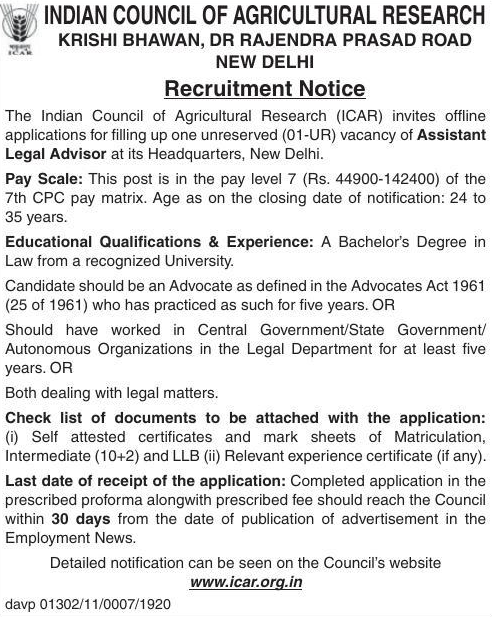 INDIAN COUNCIL OF AGRICULTURAL RESEARCH
KRISHI BHAWAN, DR RAJENDRA PRASAD ROAD
NEW DELHI
ICAR
Recruitment Notice
The Indian Council of Agricultural Research (ICAR) invites offline
applications for filling up one unreserved (01-UR) vacancy of Assistant
Legal Advisor at its Headquarters, New Delhi.
Pay Scale: This post is in the pay level 7 (Rs. 44900-142400) of the
7th CPC pay matrix. Age as on the closing date of notification: 24 to
35 years.
Educational Qualifications & Experience: A Bachelor's Degree in
Law from a recognized University.
Candidate should be an Advocate as defined in the Advocates Act 1961
(25 of 1961) who has practiced as such for five years. OR
Should have worked in Central Government/State Government/
Autonomous Organizations in the Legal Department for at least five
years. OR
Both dealing with legal matters.
Check list of documents to be attached with the application:
(i) Self attested certificates and mark sheets of Matriculation,
Intermediate (10+2) and LLB (ii) Relevant experience certificate (if any).
Last date of receipt of the application: Completed application in the
prescribed proforma alongwith prescribed fee should reach the Council
within 30 days from the date of publication of advertisement in the
Employment News.
Detailed notification can be seen on the Council's website
www.icar.org.in
davp 01302/11/0007/1920